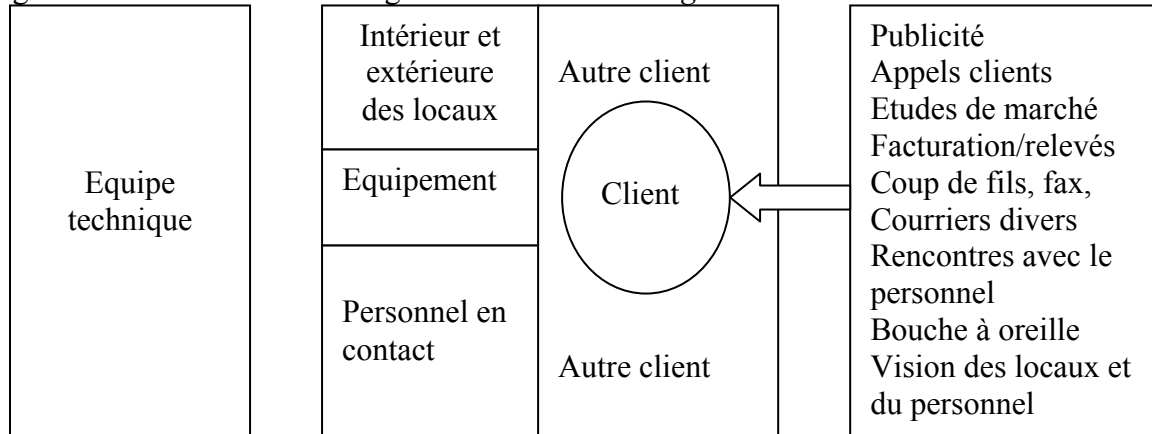 Equipe
technique
Intérieur et
extérieure
des locaux
Equipement
Personnel en
contact
Autre client
Client
Autre client
Publicité
Appels clients
Etudes de marché
Facturation/relevés
Coup de fils, fax,
Courriers divers
Rencontres avec le
personnel
Bouche à oreille
Vision des locaux et
du personnel